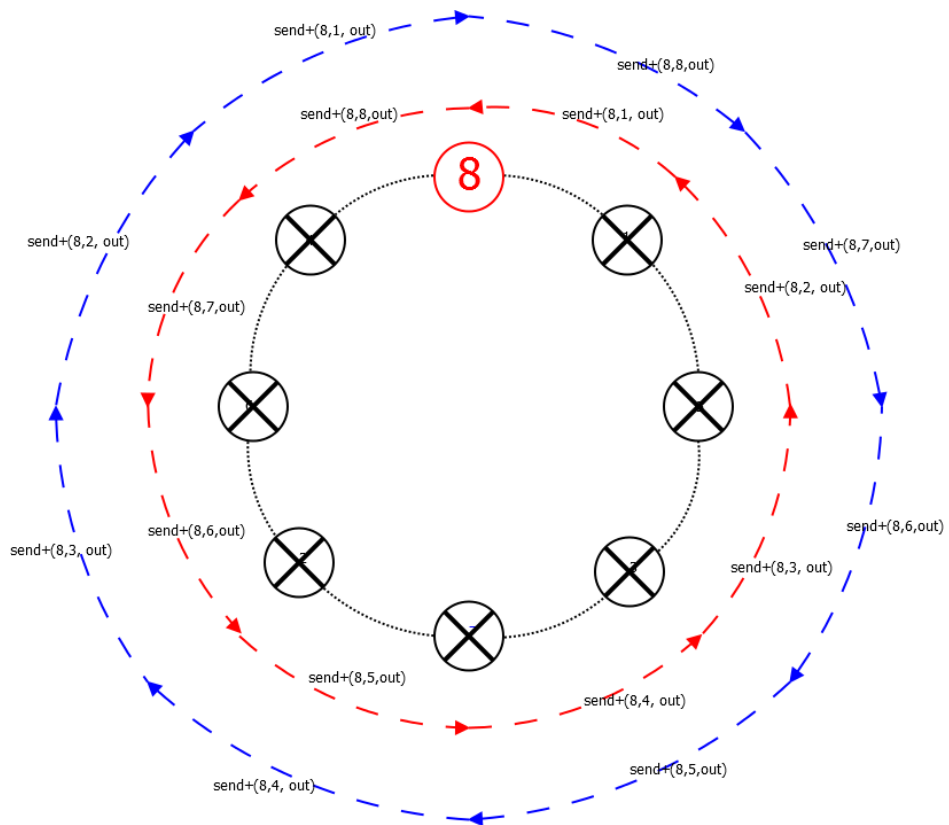 send+(8,1, out)
send+(8,8,out)
send+(8,8,out)
send+(8,1, out)
8
send+(8,2, out)
send+(8,7,out)
send+(8,2, out)
send+(8,7,out)
send+(8,6,out)
send+(8,6,out)
send+(8,3, out)
send+(8,3, out)
send+(8,5,out)
send+(8,4, out)
send+(8,5,out)
send+(8,4, out)